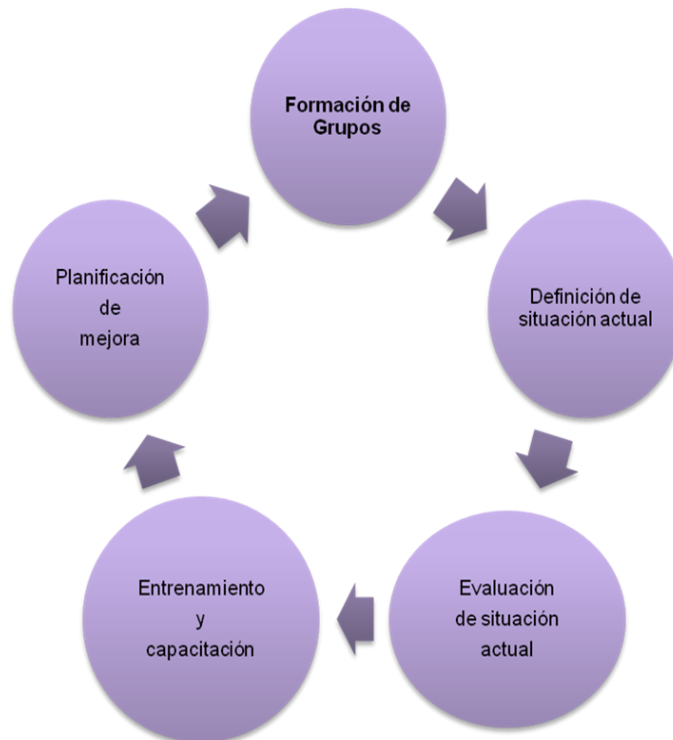 Formación de
Grupos
Definición de
situación actual
Evaluación
de situación
actual
Entrenamiento
y
capacitación
Planificación
de
mejora